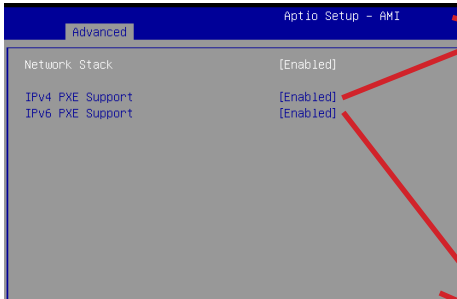 Aptio Setup – AMI
Advanced
Network Stack [Enabled]
IPv4 PXE Support [Enabled]
IPv6 PXE Support [Enabled]